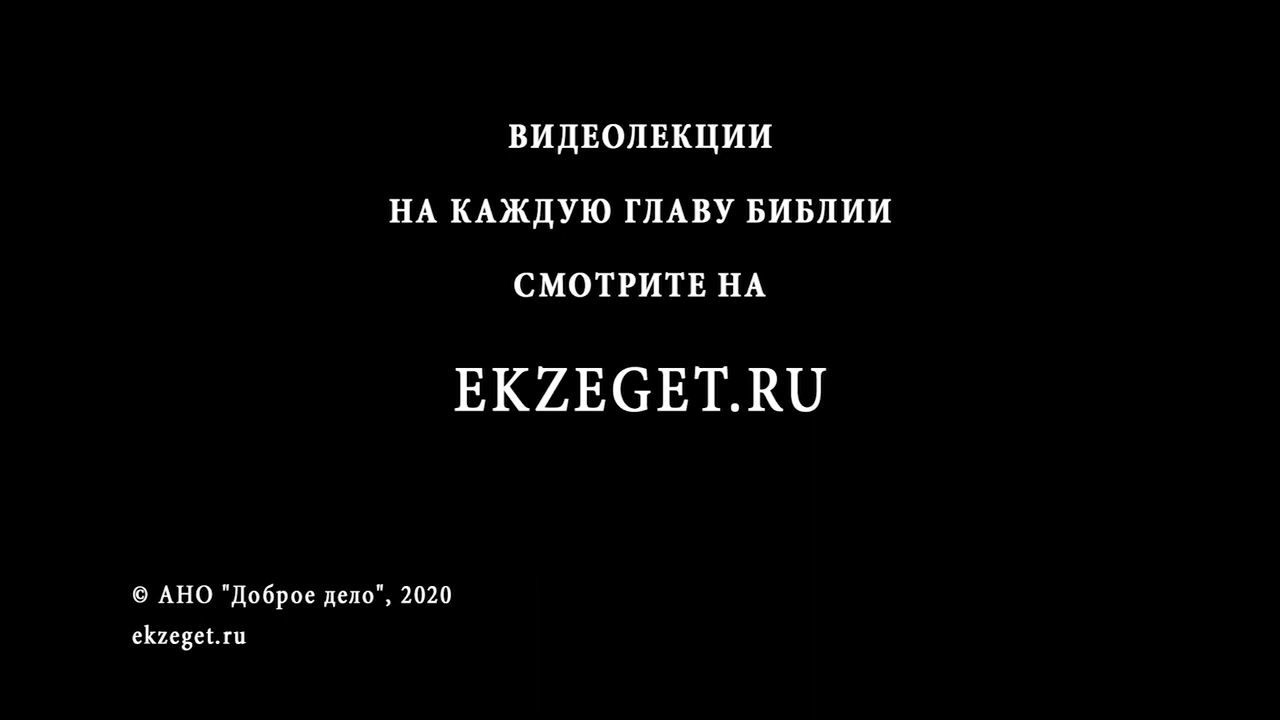 ВИДЕОЛЕКЦИИ
НА КАЖДУЮ ГЛАВУ БИБЛИИ
СМОТРИТЕ НА
EKZEGET.RU
© АНО "Доброе дело", 2020
ekzeget.ru